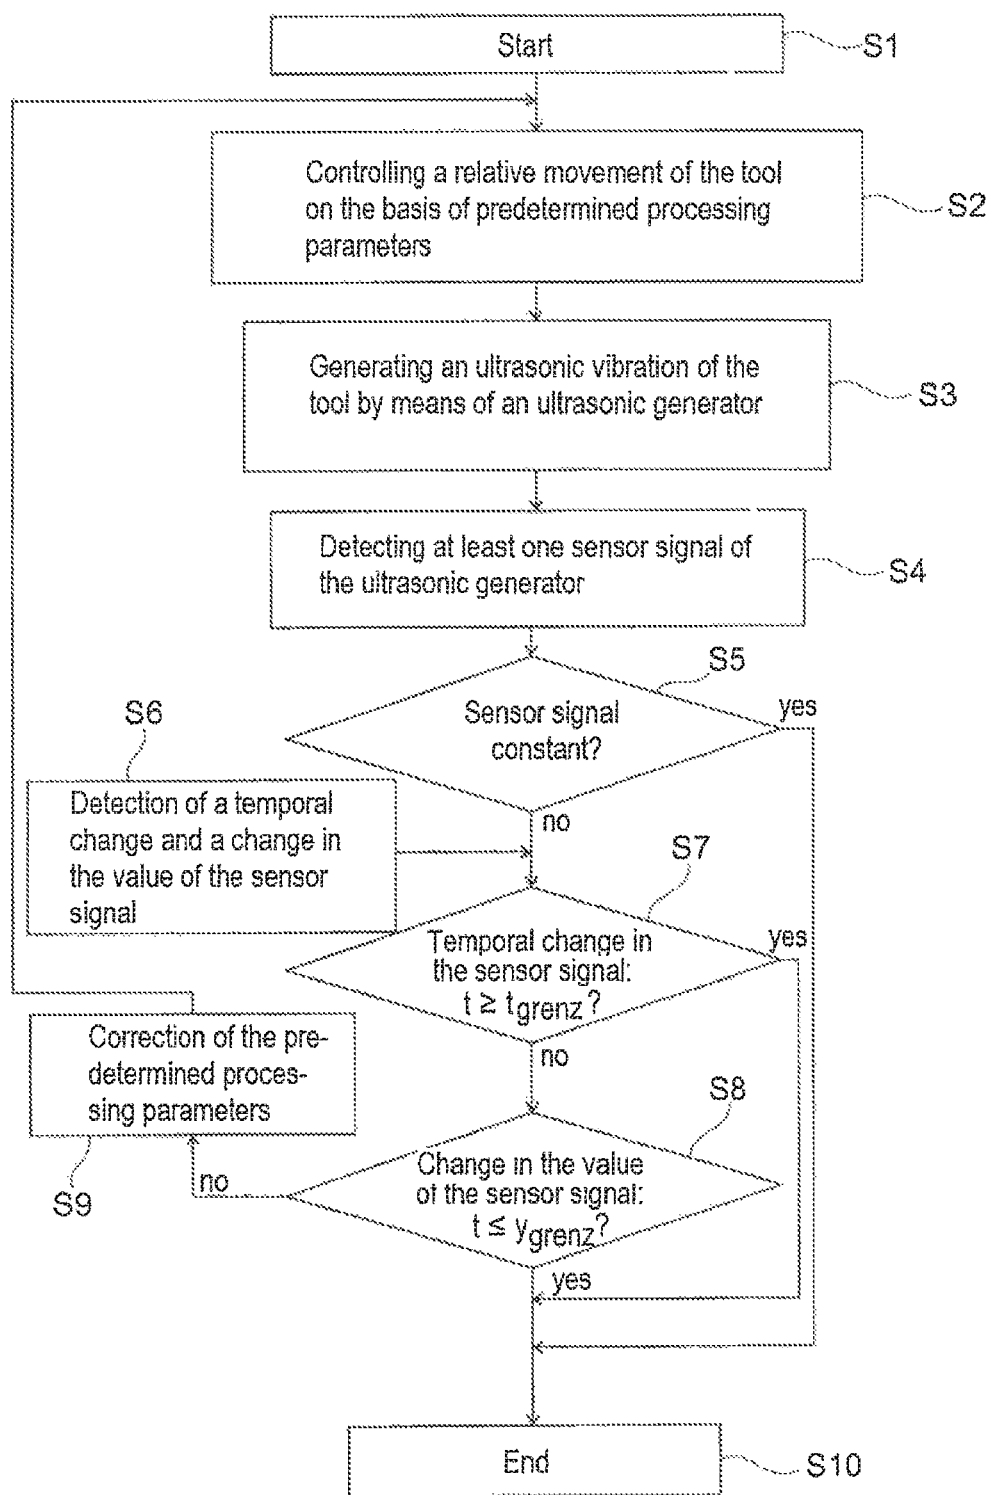 Start
S1
Controlling a relative movement of the tool
on the basis of predetermined processing
parameters
S2
Generating an ultrasonic vibration of the
tool by means of an ultrasonic generator
S3
Detecting at least one sensor signal of
the ultrasonic generator
S4
S5
Sensor signal
constant?
yes
no
S6
Detection of a temporal
change and a change in
the value of the sensor
signal
S7
Temporal change in
the sensor signal:
t ≥ tgrenz?
yes
no
Correction of the pre-
determined proces-
sing parameters
S9
S8
Change in the value
of the sensor signal:
t ≤ ygrenz?
no
yes
End
S10